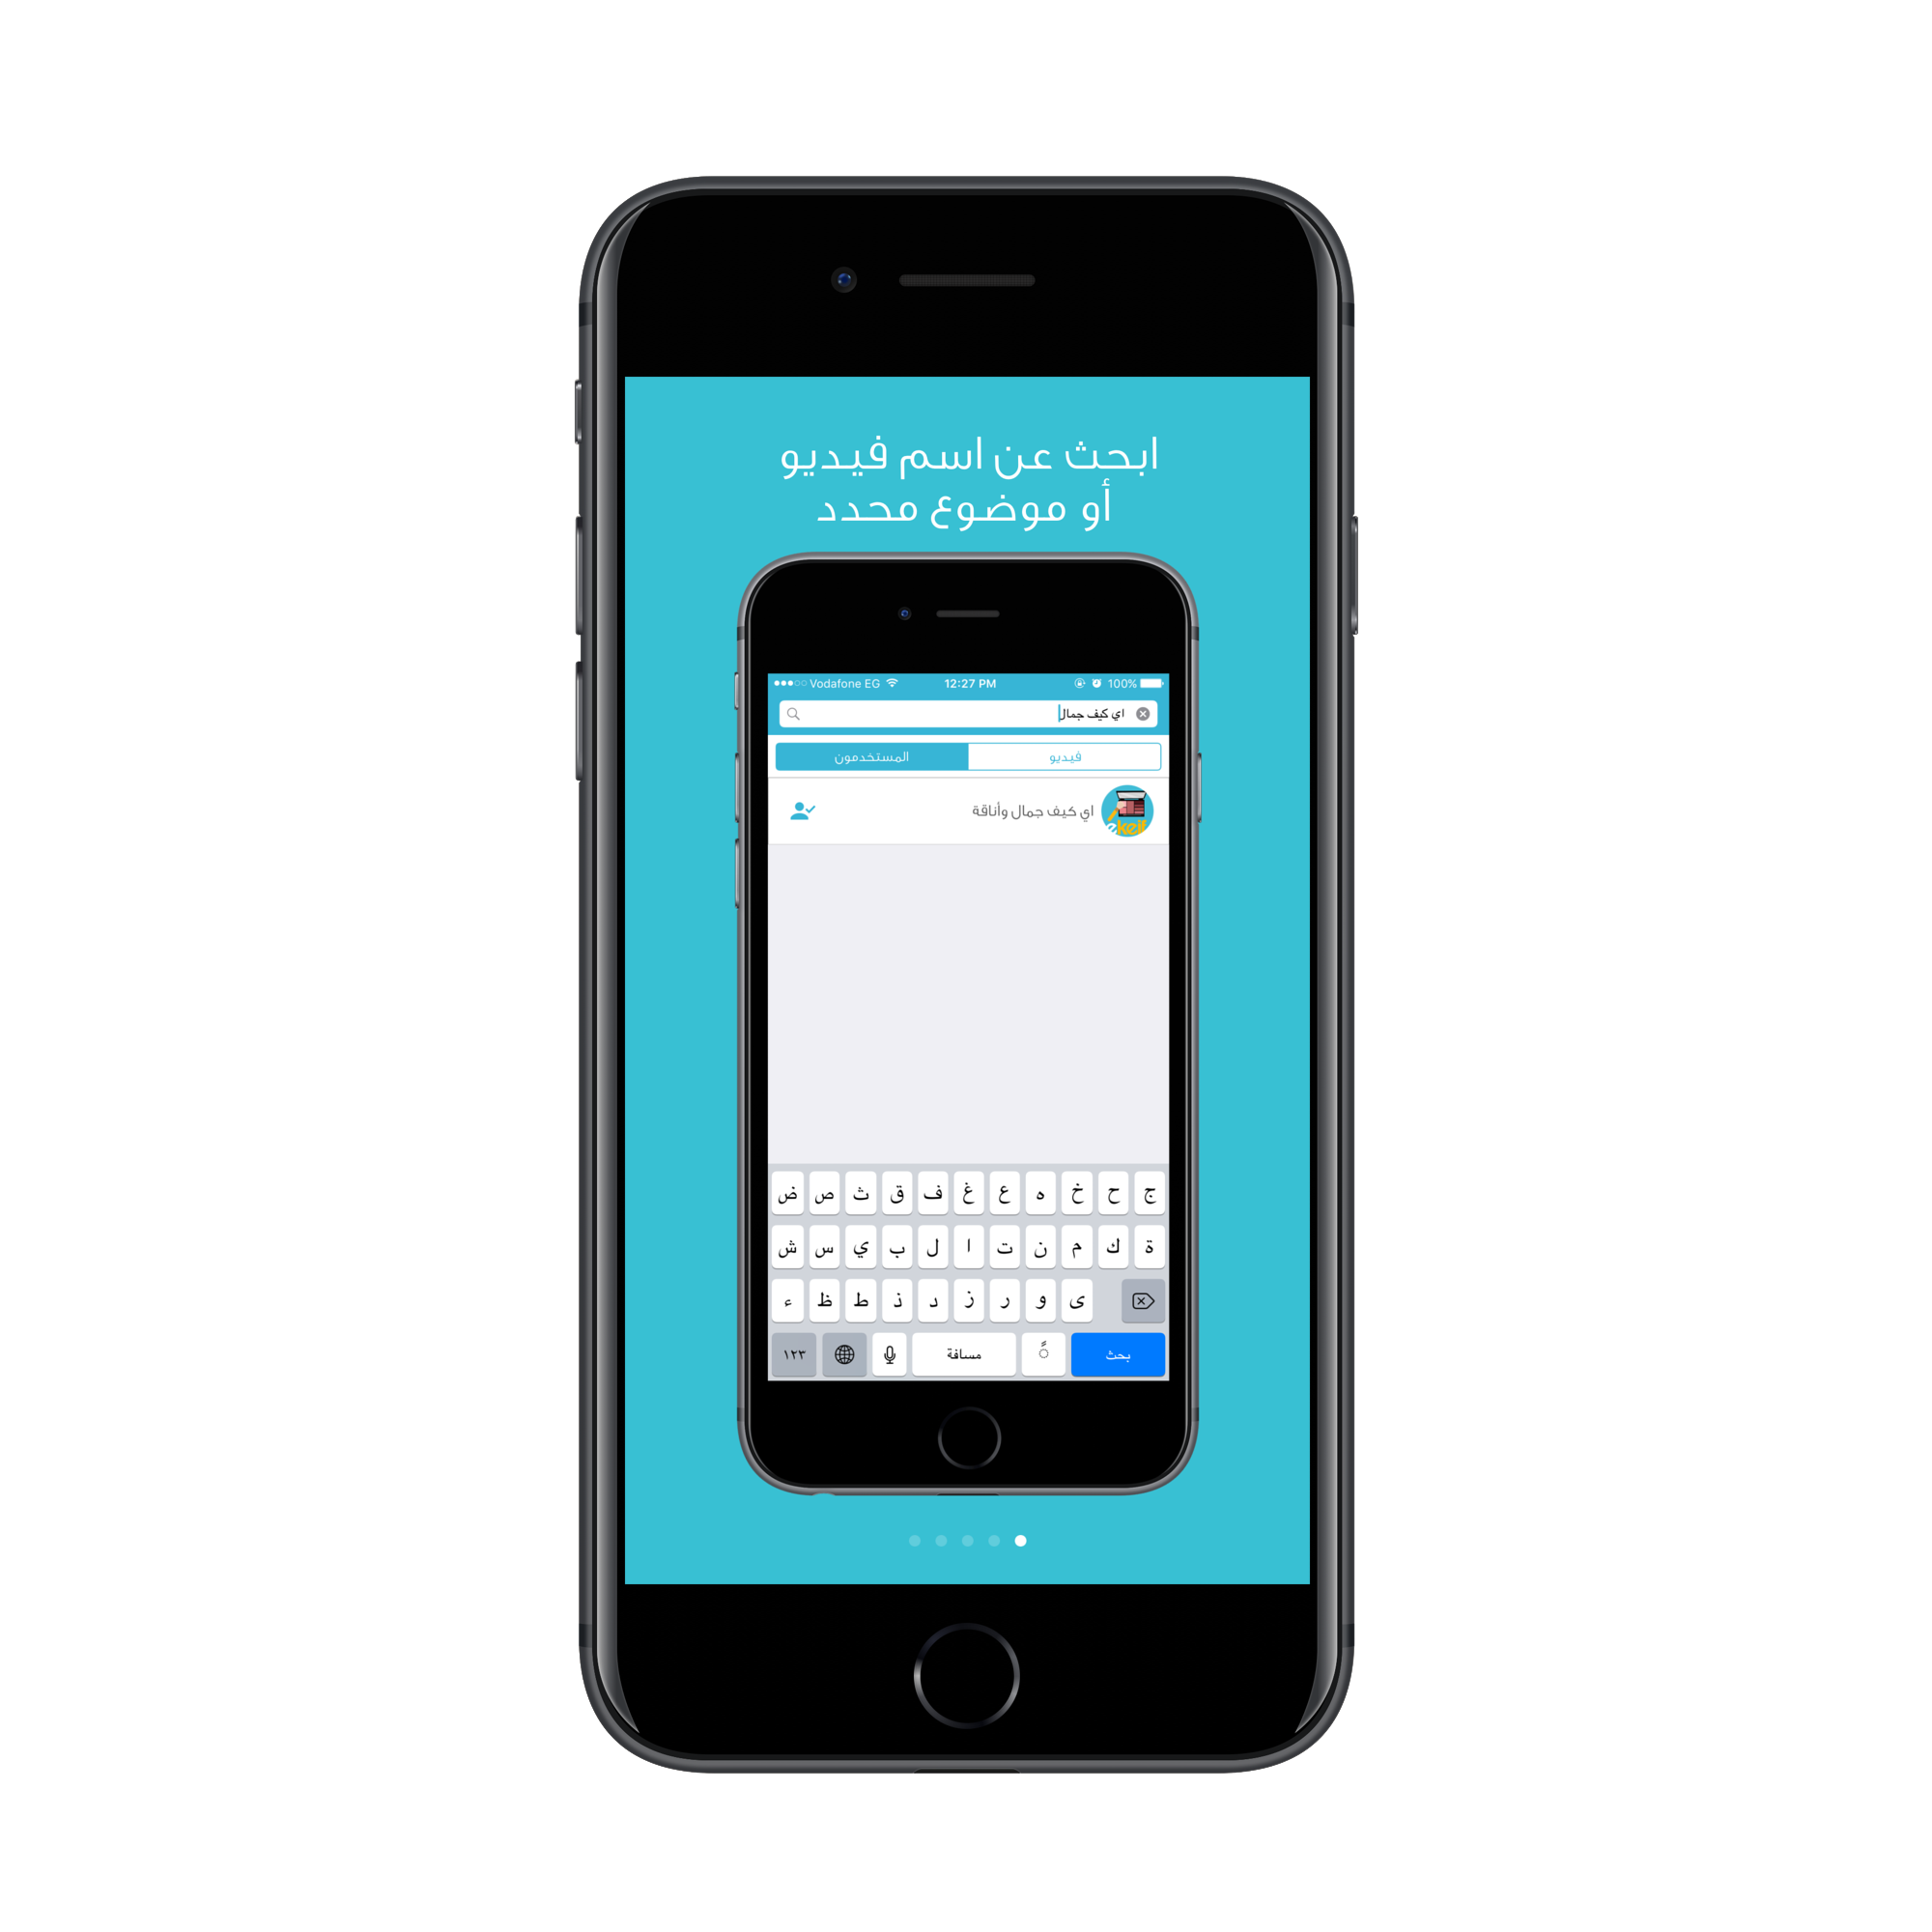 ابحث عن اسم فيديو
أو موضوع محدد
Vodafone EG 12:27 PM 100%
اي كيف جمال
فيديو المستخدمون
اي كيف جمال وأناقة
ekeif
ض ص ث ق ف غ ع ه خ ح ج
ش س ي ب ل ا ت ن م ك ة
ء ظ ط ذ د ز ر و ى
١٢٣ مسافة بحث